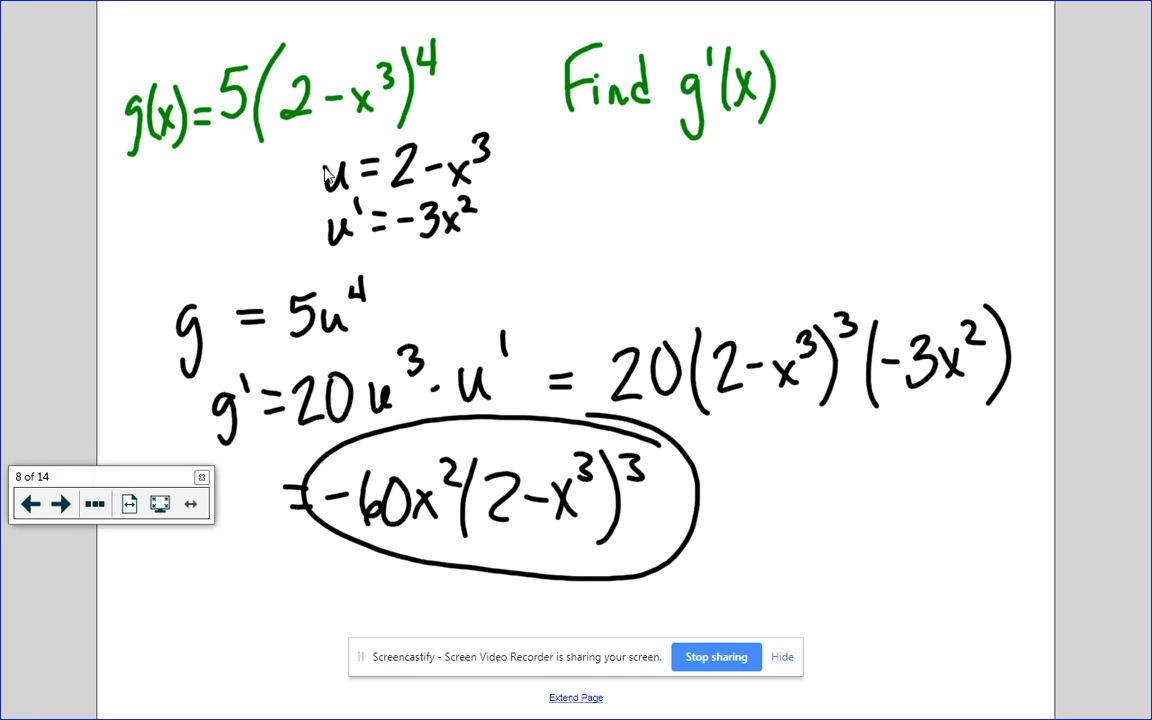 g(x)=5(2-x³)⁴ Find g'(x)
u=2-x³
u'=-3x²
g = 5u⁴
g'=20u³·u' = 20(2-x³)³(-3x²)
=-60x²(2-x³)³
8 of 14
Screencastify - Screen Video Recorder is sharing your screen. Stop sharing Hide
Extend Page